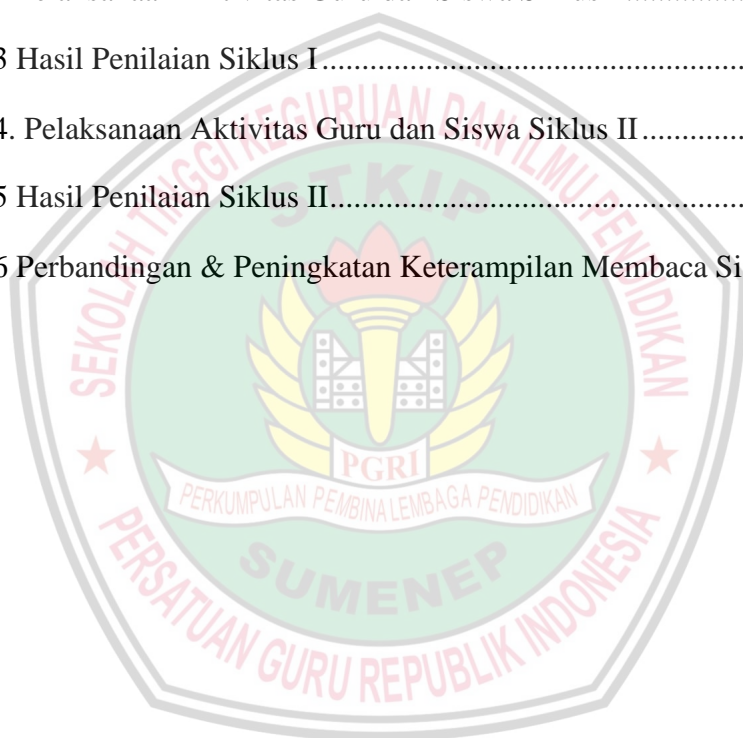 3 Hasil Penilaian Siklus I........................................................
4. Pelaksanaan Aktivitas Guru dan Siswa Siklus II...............
5 Hasil Penilaian Siklus II.......................................................
6 Perbandingan & Peningkatan Keterampilan Membaca Si
SEKOLAH TINGGI KEGURUAN DAN ILMU PENDIDIKAN
STKIP
PGRI
PERKUMPULAN PEMBINA LEMBAGA PENDIDIKAN
SUMENEP
PERSATUAN GURU REPUBLIK INDONESIA